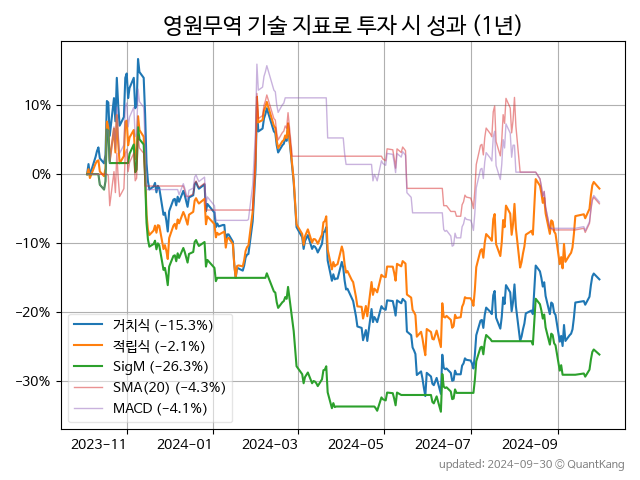 영원무역 기술 지표로 투자 시 성과 (1년)
10%
0%
−10%
−20%
−30%
거치식 (−15.3%)
적립식 (−2.1%)
SigM (−26.3%)
SMA(20) (−4.3%)
MACD (−4.1%)
2023−11 2024−01 2024−03 2024−05 2024−07 2024−09
updated: 2024-09-30 © QuantKang